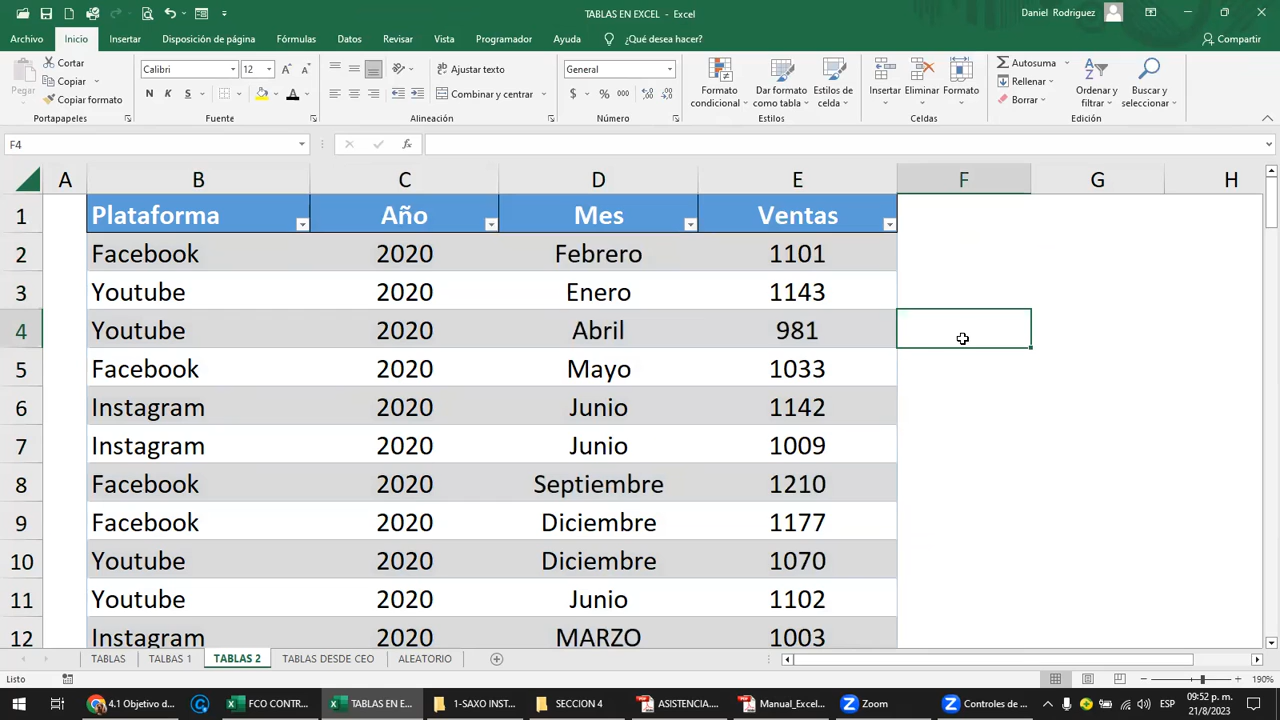 TABLAS EN EXCEL - Excel
Daniel Rodriguez
Archivo Inicio Insertar Disposición de página Fórmulas Datos Revisar Vista Programador Ayuda ¿Qué desea hacer? Compartir
Pegar
Cortar
Copiar
Copiar formato
Portapapeles
Calibri 12
N K S A
Fuente
Ajustar texto
Combinar y centrar
Alineación
General
$ % 000
Número
Formato condicional
Dar formato como tabla
Estilos de celda
Estilos
Insertar Eliminar Formato
Celdas
Autosuma
Rellenar
Borrar
Ordenar y filtrar
Buscar y seleccionar
Edición
F4 fx
A B C D E F G H
1 Plataforma Año Mes Ventas
2 Facebook 2020 Febrero 1101
3 Youtube 2020 Enero 1143
4 Youtube 2020 Abril 981
5 Facebook 2020 Mayo 1033
6 Instagram 2020 Junio 1142
7 Instagram 2020 Junio 1009
8 Facebook 2020 Septiembre 1210
9 Facebook 2020 Diciembre 1177
10 Youtube 2020 Diciembre 1070
11 Youtube 2020 Junio 1102
12 Instagram 2020 MARZO 1003
TABLAS TALBAS 1 TABLAS 2 TABLAS DESDE CEO ALEATORIO
Listo 190%
4.1 Objetivo d... FCO CONTR... TABLAS EN E... 1-SAXO INST... SECCION 4 ASISTENCIA.... Manual_Exce... Zoom Controles de ... ESP 09:52 p. m.
21/8/2023